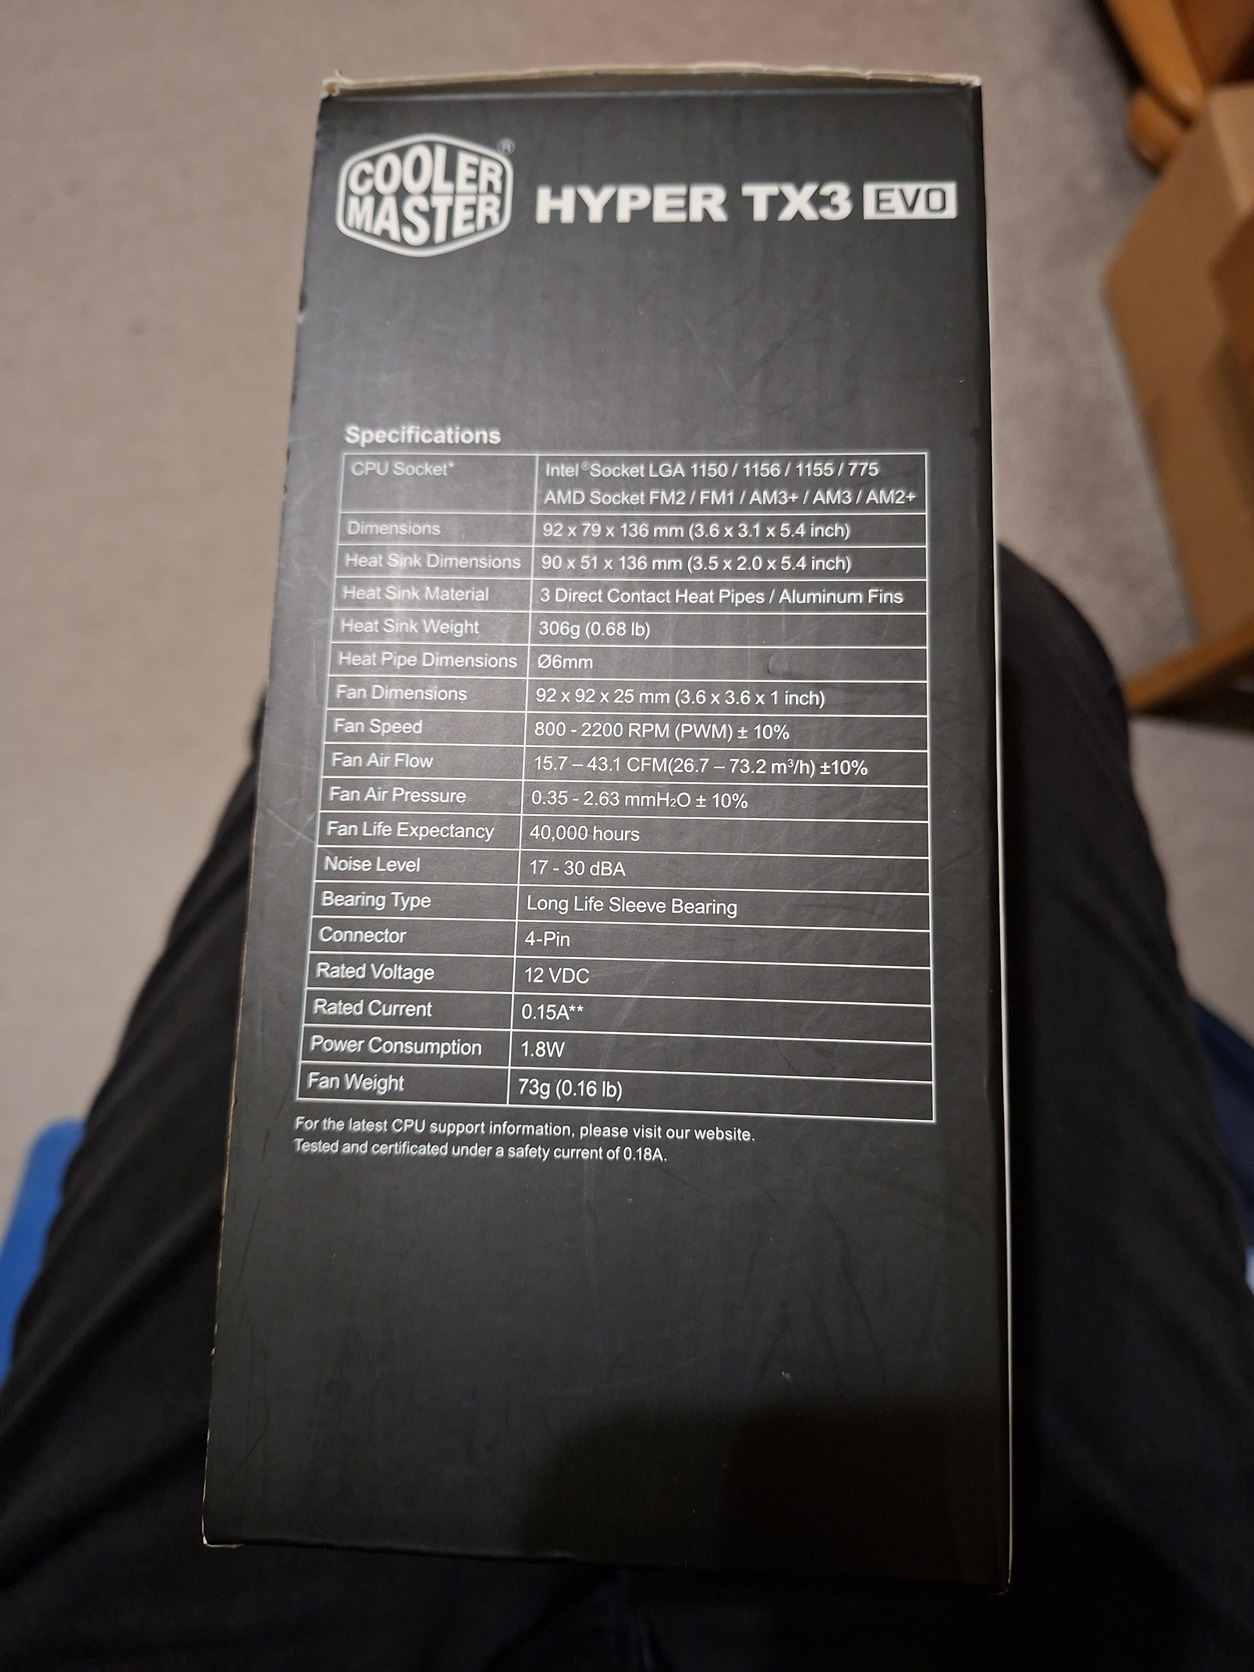 COOLER MASTER ® HYPER TX3 EVO
Specifications
CPU Socket* Intel® Socket LGA 1150 / 1156 / 1155 / 775
AMD Socket FM2 / FM1 / AM3+ / AM3 / AM2+
Dimensions 92 x 79 x 136 mm (3.6 x 3.1 x 5.4 inch)
Heat Sink Dimensions 90 x 51 x 136 mm (3.5 x 2.0 x 5.4 inch)
Heat Sink Material 3 Direct Contact Heat Pipes / Aluminum Fins
Heat Sink Weight 306g (0.68 lb)
Heat Pipe Dimensions Ø6mm
Fan Dimensions 92 x 92 x 25 mm (3.6 x 3.6 x 1 inch)
Fan Speed 800 - 2200 RPM (PWM) ± 10%
Fan Air Flow 15.7 – 43.1 CFM(26.7 – 73.2 m³/h) ±10%
Fan Air Pressure 0.35 - 2.63 mmH₂O ± 10%
Fan Life Expectancy 40,000 hours
Noise Level 17 - 30 dBA
Bearing Type Long Life Sleeve Bearing
Connector 4-Pin
Rated Voltage 12 VDC
Rated Current 0.15A**
Power Consumption 1.8W
Fan Weight 73g (0.16 lb)
For the latest CPU support information, please visit our website.
Tested and certificated under a safety current of 0.18A.